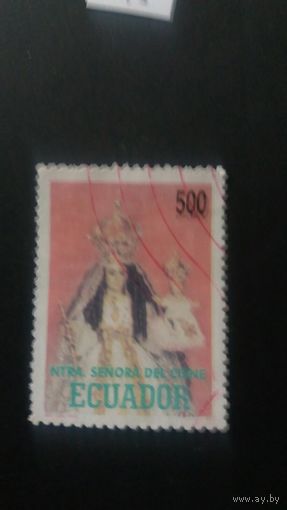 500
NTRA. SEÑORA DEL CISNE
ECUADOR
www.ay.by